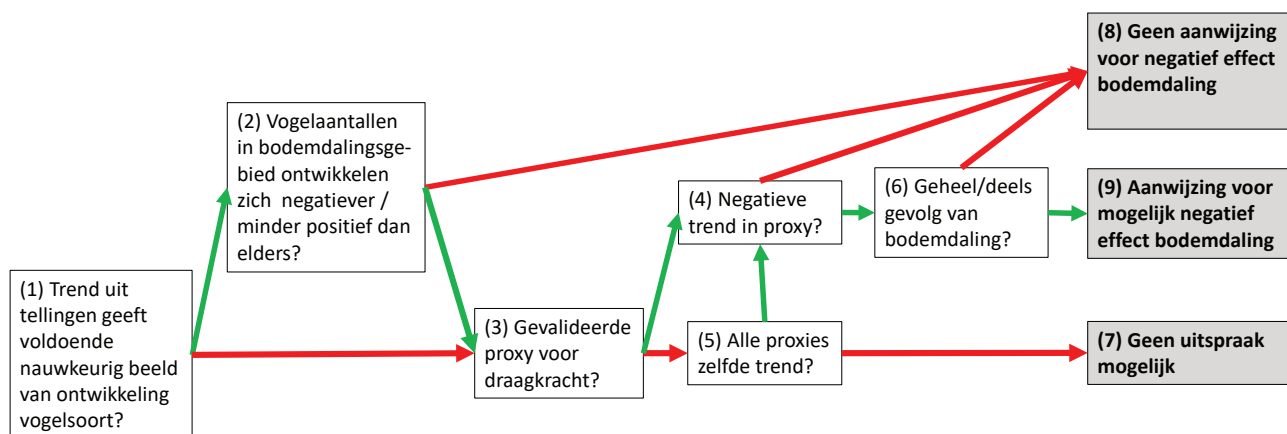 (1) Trend uit
tellingen geeft
voldoende
nauwkeurig beeld
van ontwikkeling
vogelsoort?
(2) Vogelaantallen
in bodemdalingsge-
bied ontwikkelen
zich negatiever /
minder positief dan
elders?
(3) Gevalideerde
proxy voor
draagkracht?
(4) Negatieve
trend in proxy?
(5) Alle proxies
zelfde trend?
(6) Geheel/deels
gevolg van
bodemdaling?
(7) Geen uitspraak
mogelijk
(8) Geen aanwijzing
voor negatief effect
bodemdaling
(9) Aanwijzing voor
mogelijk negatief
effect bodemdaling